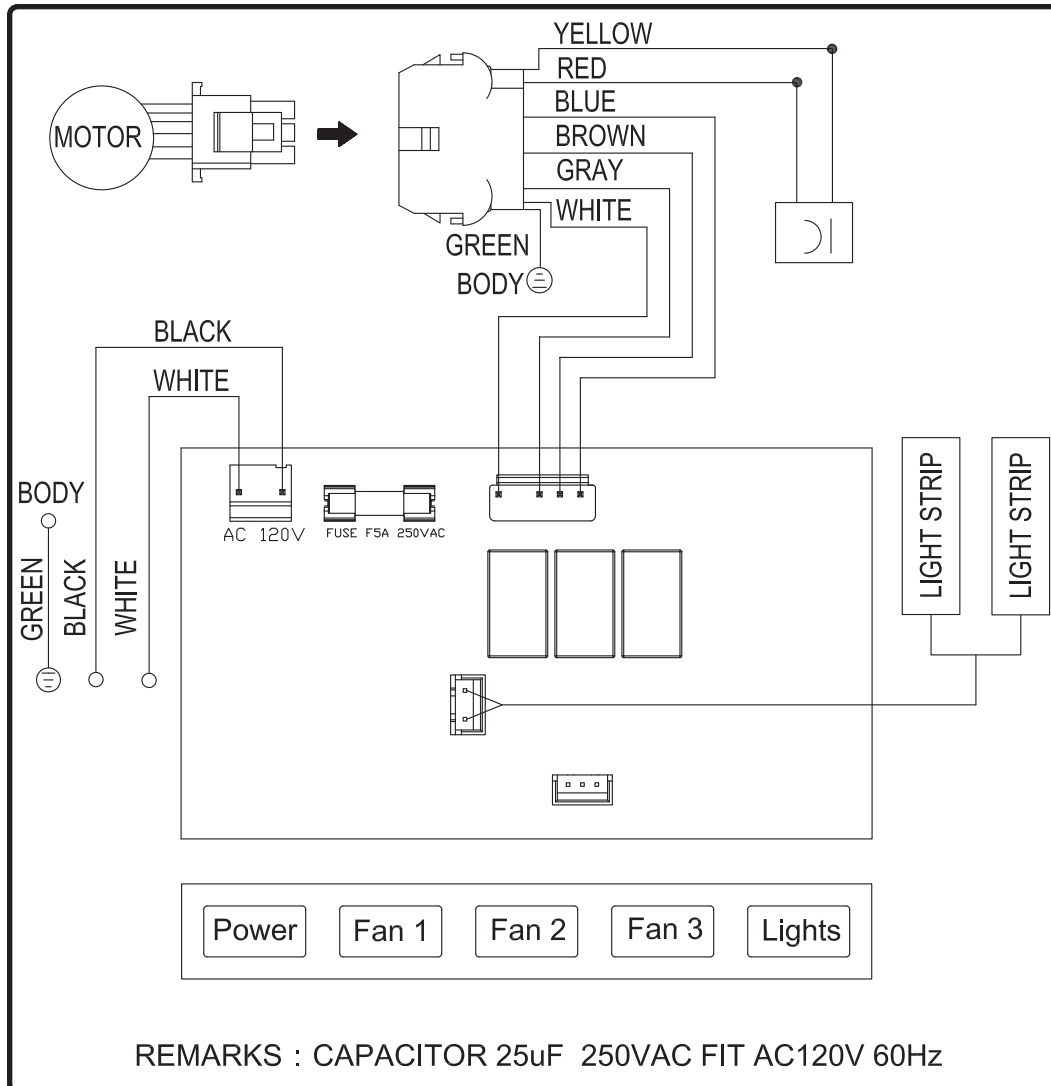 YELLOW
RED
BLUE
BROWN
GRAY
WHITE
MOTOR
GREEN
BODY
BLACK
WHITE
BODY
GREEN
BLACK
WHITE
AC 120V
FUSE F5A 250VAC
LIGHT STRIP
LIGHT STRIP
Power
Fan 1
Fan 2
Fan 3
Lights
REMARKS : CAPACITOR 25uF 250VAC FIT AC120V 60Hz